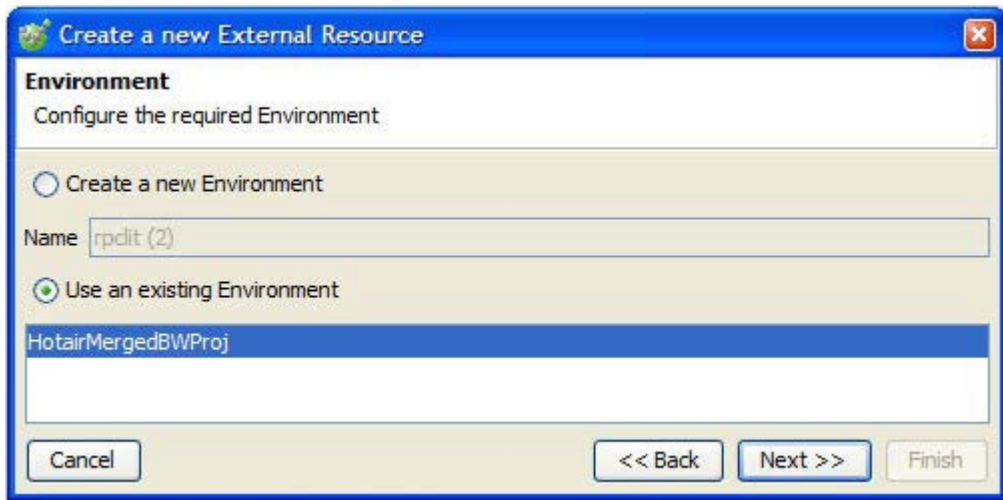 Create a new External Resource
Environment
Configure the required Environment
Create a new Environment
Name rpclit (2)
Use an existing Environment
HotairMergedBWProj
Cancel << Back Next >> Finish